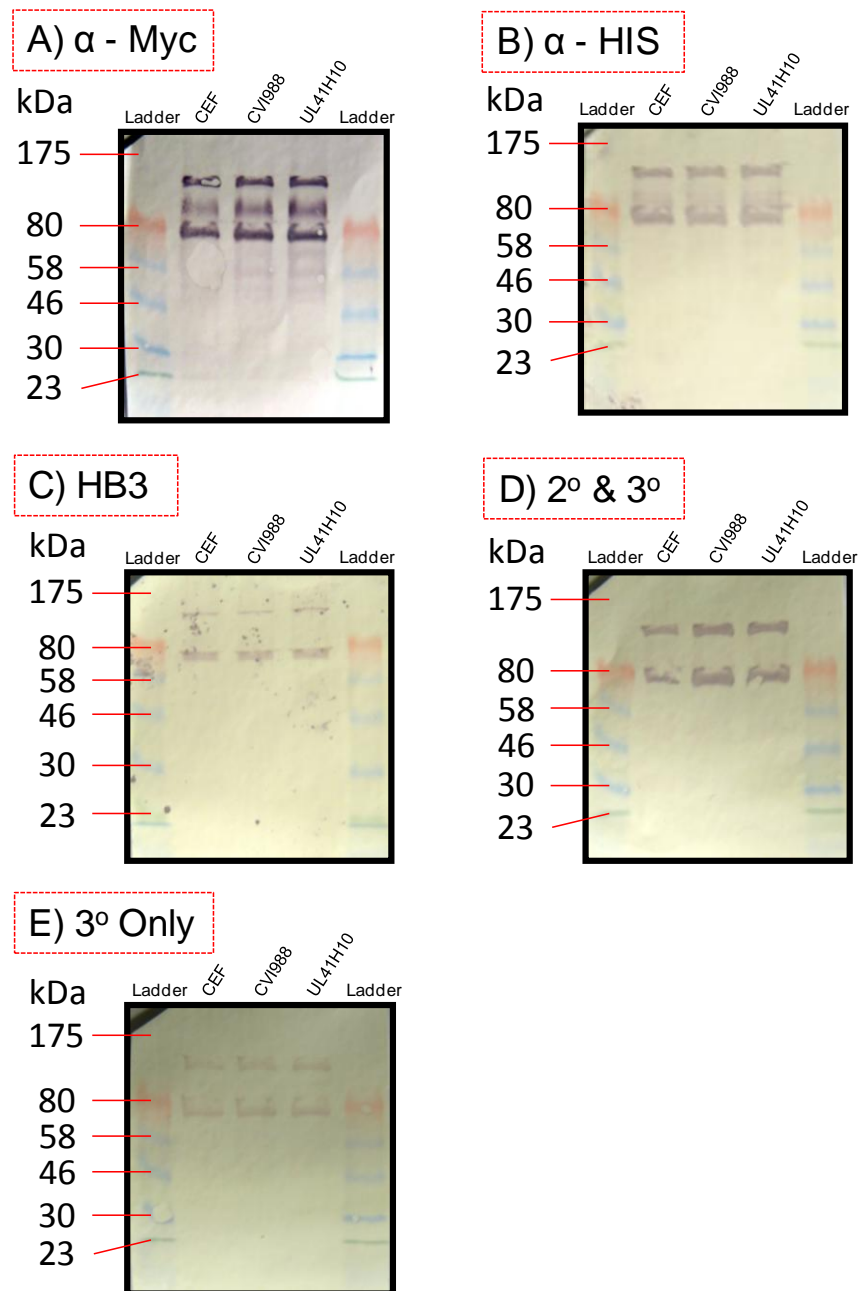 A) α - Myc
kDa
Ladder CEF CVI988 UL41H10 Ladder
175
80
58
46
30
23
B) α - HIS
kDa
Ladder CEF CVI988 UL41H10 Ladder
175
80
58
46
30
23
C) HB3
kDa
Ladder CEF CVI988 UL41H10 Ladder
175
80
58
46
30
23
D) 2º & 3º
kDa
Ladder CEF CVI988 UL41H10 Ladder
175
80
58
46
30
23
E) 3º Only
kDa
Ladder CEF CVI988 UL41H10 Ladder
175
80
58
46
30
23